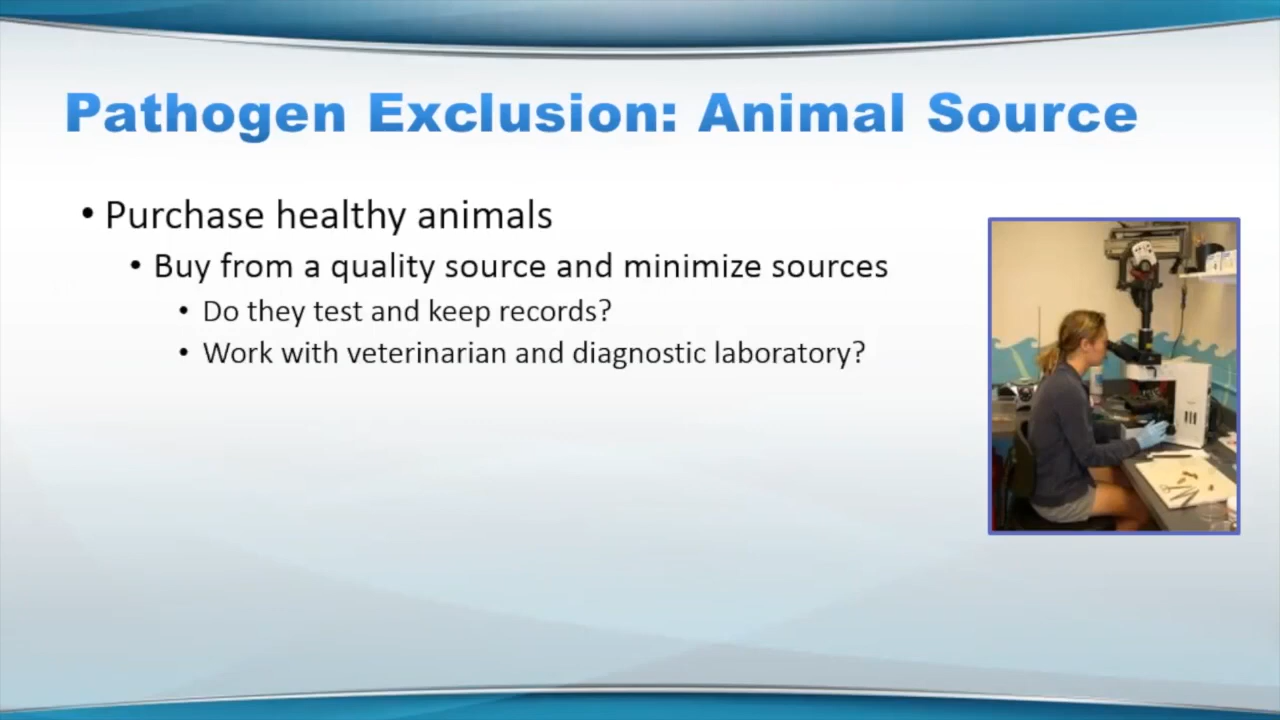 Pathogen Exclusion: Animal Source
• Purchase healthy animals
• Buy from a quality source and minimize sources
• Do they test and keep records?
• Work with veterinarian and diagnostic laboratory?